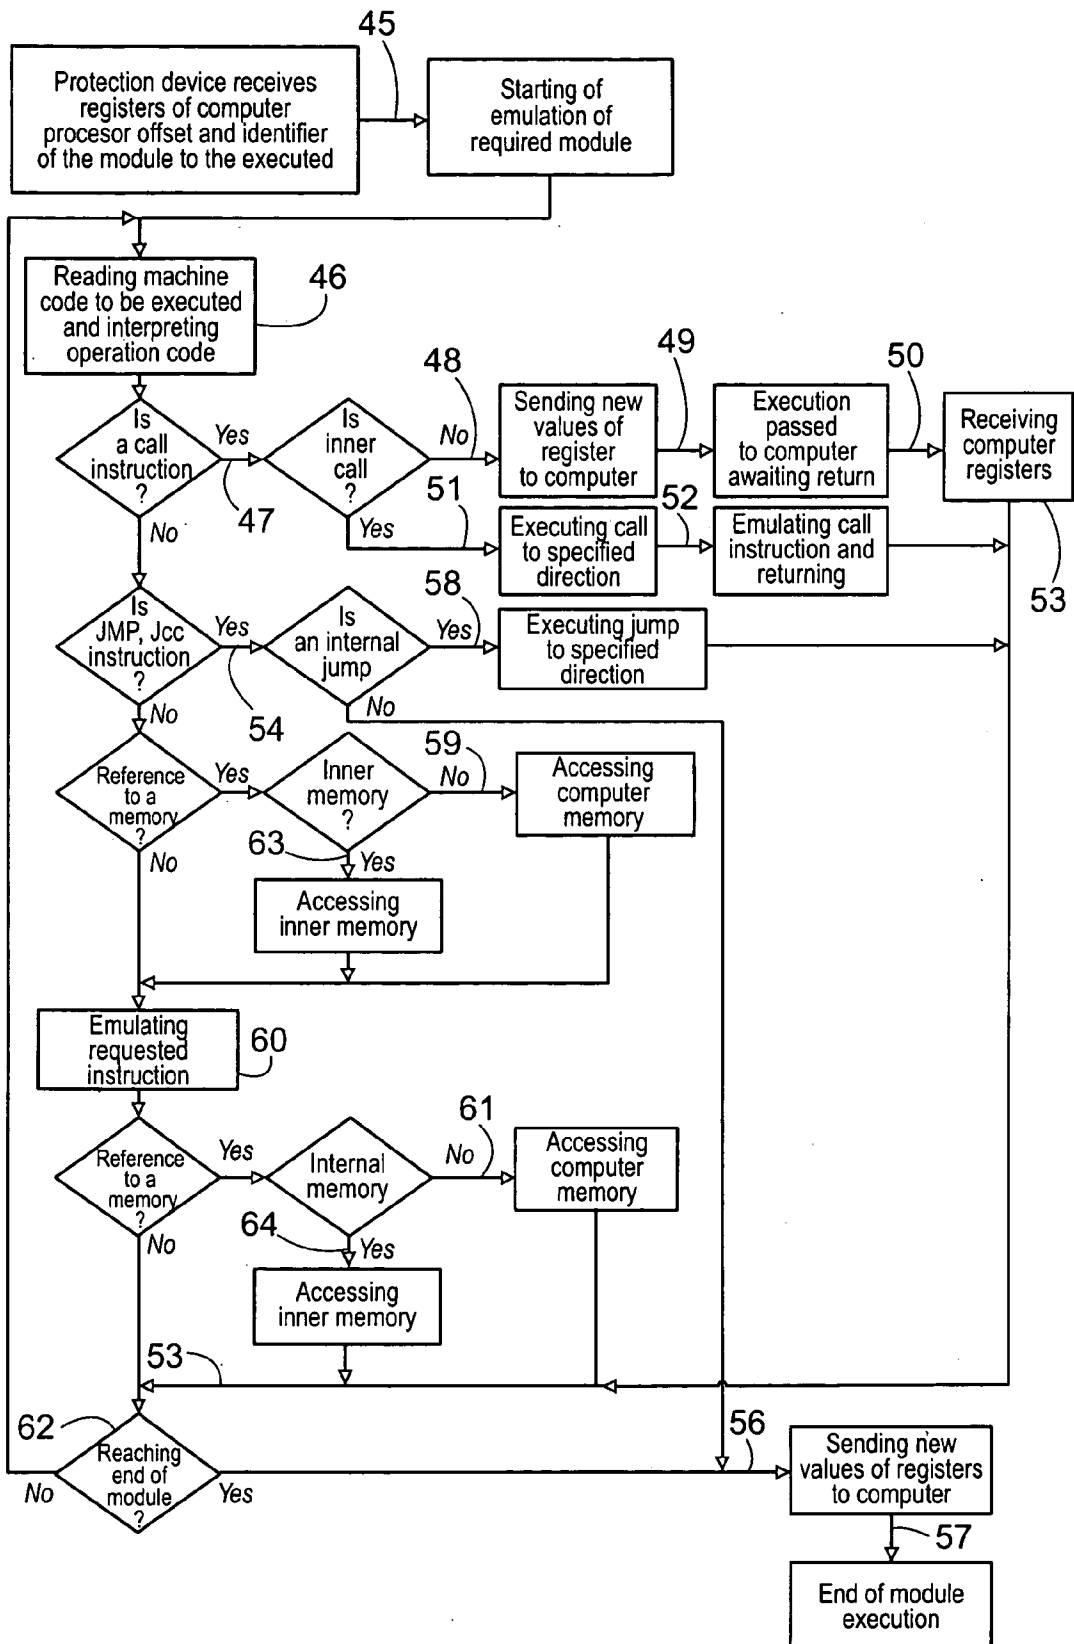 45
Protection device receives
registers of computer
procesor offset and identifier
of the module to the executed
Starting of
emulation of
required module
Reading machine
code to be executed
and interpreting
operation code
46
Is
a call
instruction
?
Yes
47
No
Is
inner
call
?
No
48
Yes
51
Sending new
values of
register
to computer
49
Execution
passed
to computer
awaiting return
50
Receiving
computer
registers
53
Executing call
to specified
direction
52
Emulating call
instruction and
returning
Is
JMP, Jcc
instruction
?
Yes
54
No
Is
an internal
jump
Yes
58
No
Executing jump
to specified
direction
Reference
to a
memory
?
Yes
No
Inner
memory
?
59
No
63
Yes
Accessing
computer
memory
Accessing
inner memory
Emulating
requested
instruction
60
Reference
to a
memory
?
Yes
No
Internal
memory
61
No
64
Yes
Accessing
computer
memory
Accessing
inner memory
53
62
Reaching
end of
module
?
No
Yes
56
Sending new
values of registers
to computer
57
End of module
execution